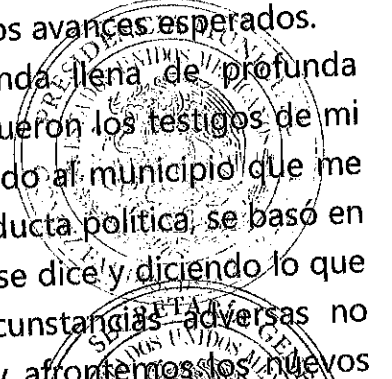 os avances esperados.
nda llena de profunda
ueron los testigos de mi
do al municipio que me
ducta política, se basó en
se dice y diciendo lo que
cunstancias adversas no
y afrontemos los nuevos